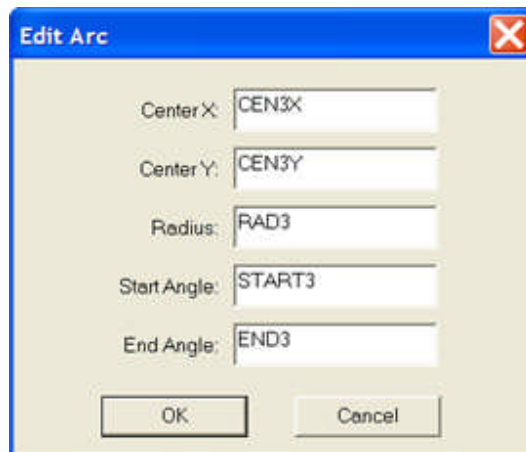 Edit Arc
Center X: CEN3X
Center Y: CEN3Y
Radius: RAD3
Start Angle: START3
End Angle: END3
OK Cancel